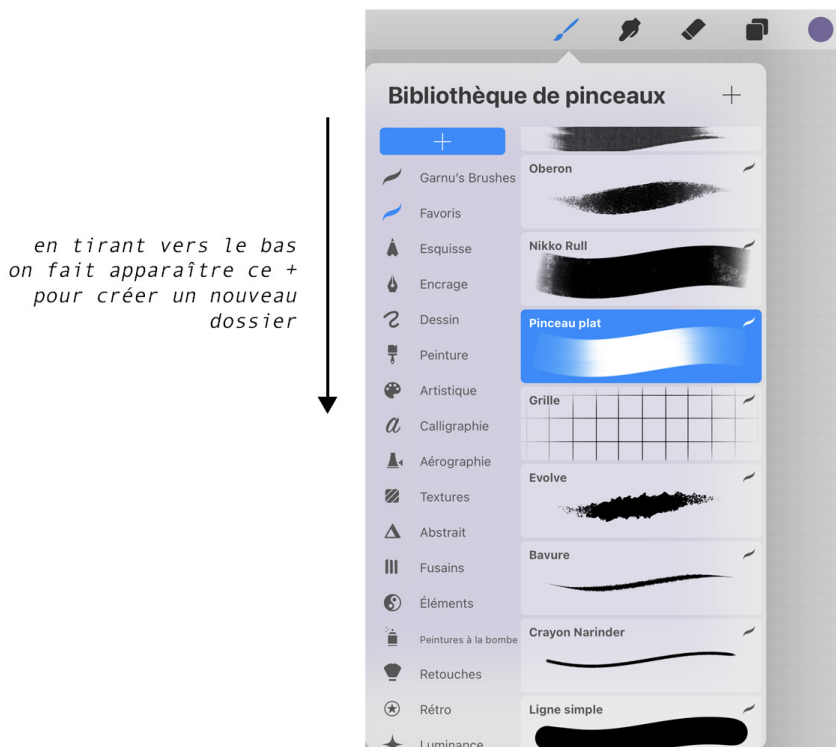 Bibliothèque de pinceaux
en tirant vers le bas
on fait apparaître ce +
pour créer un nouveau
dossier
Garnu's Brushes
Favoris
Esquisse
Encrage
Dessin
Peinture
Artistique
Calligraphie
Aérographie
Textures
Abstrait
Fusains
Éléments
Peintures à la bombe
Retouches
Rétro
Luminance
Oberon
Nikko Rull
Pinceau plat
Grille
Evolve
Bavure
Crayon Narinder
Ligne simple